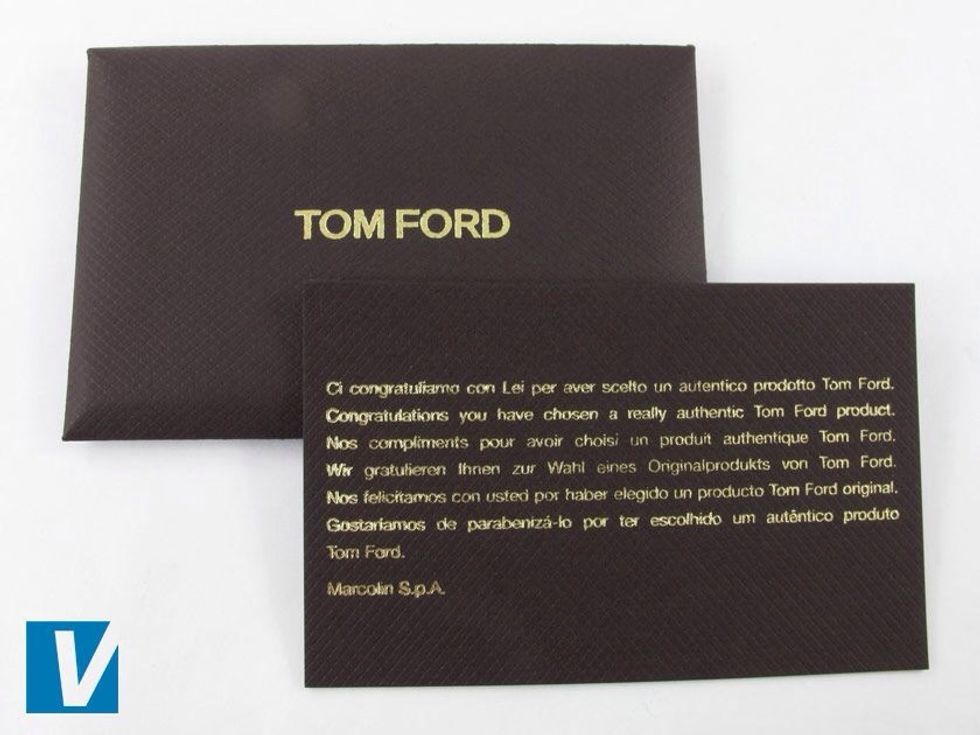 TOM FORD
Ci congratuliamo con Lei per aver scelto un autentico prodotto Tom Ford.
Congratulations you have chosen a really authentic Tom Ford product.
Nos compliments pour avoir choisi un produit authentique Tom Ford.
Wir gratulieren Ihnen zur Wahl eines Originalprodukts von Tom Ford.
Nos felicitamos con usted por haber elegido un producto Tom Ford original.
Gostaríamos de parabenizá-lo por ter escolhido um autêntico produto
Tom Ford.
Marcolin S.p.A.
V